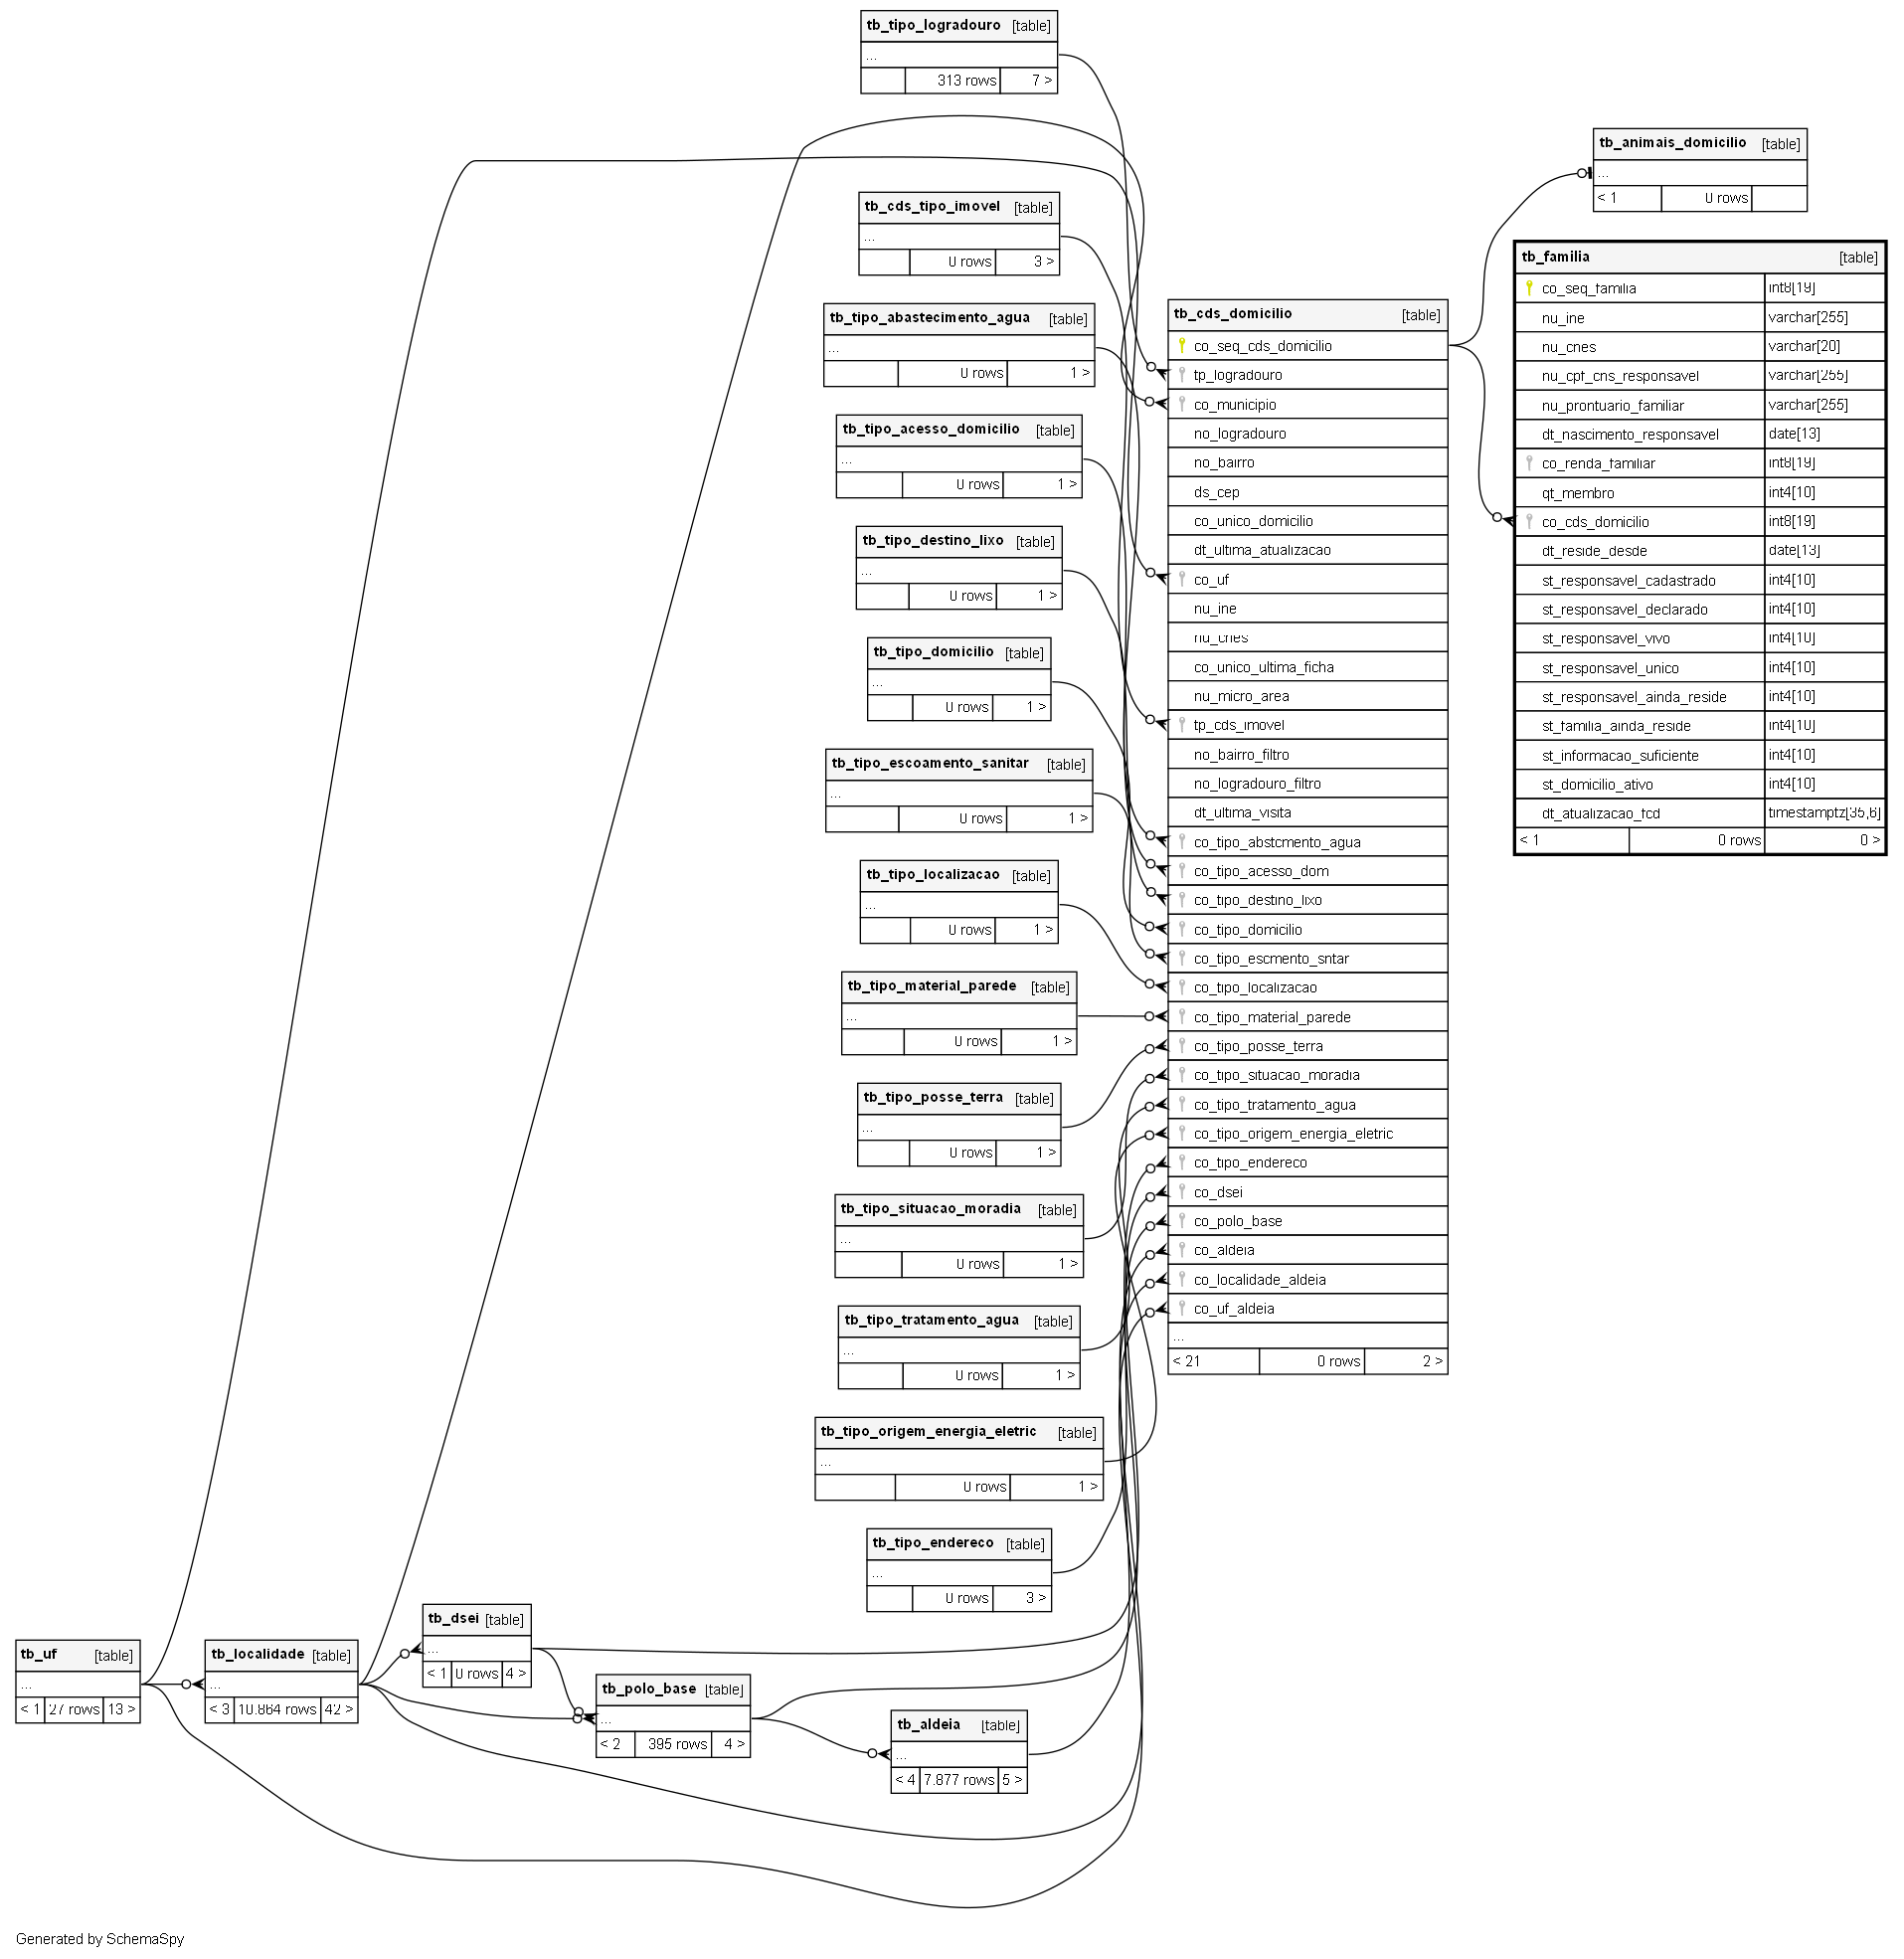 tb_tipo_logradouro [table]
...
313 rows 7 >
tb_cds_tipo_imovel [table]
...
0 rows 3 >
tb_tipo_abastecimento_agua [table]
...
0 rows 1 >
tb_tipo_acesso_domicilio [table]
...
0 rows 1 >
tb_tipo_destino_lixo [table]
...
0 rows 1 >
tb_tipo_domicilio [table]
...
0 rows 1 >
tb_tipo_escoamento_sanitar [table]
...
0 rows 1 >
tb_tipo_localizacao [table]
...
0 rows 1 >
tb_tipo_material_parede [table]
...
0 rows 1 >
tb_tipo_posse_terra [table]
...
0 rows 1 >
tb_tipo_situacao_moradia [table]
...
0 rows 1 >
tb_tipo_tratamento_agua [table]
...
0 rows 1 >
tb_tipo_origem_energia_eletric [table]
...
0 rows 1 >
tb_tipo_endereco [table]
...
0 rows 3 >
tb_uf [table]
...
< 1 27 rows 13 >
tb_localidade [table]
...
< 3 10.864 rows 42 >
tb_dsei [table]
...
< 1 0 rows 4 >
tb_polo_base [table]
...
< 2 395 rows 4 >
tb_aldeia [table]
...
< 4 7.877 rows 5 >
tb_cds_domicilio [table]
co_seq_cds_domicilio
tp_logradouro
co_municipio
no_logradouro
no_bairro
ds_cep
co_unico_domicilio
dt_ultima_atualizacao
co_uf
nu_ine
nu_cnes
co_unico_ultima_ficha
nu_micro_area
tp_cds_imovel
no_bairro_filtro
no_logradouro_filtro
dt_ultima_visita
co_tipo_abstcmento_agua
co_tipo_acesso_dom
co_tipo_destino_lixo
co_tipo_domicilio
co_tipo_escmento_sntar
co_tipo_localizacao
co_tipo_material_parede
co_tipo_posse_terra
co_tipo_situacao_moradia
co_tipo_tratamento_agua
co_tipo_origem_energia_eletric
co_tipo_endereco
co_dsei
co_polo_base
co_aldeia
co_localidade_aldeia
co_uf_aldeia
...
< 21 0 rows 2 >
tb_animais_domicilio [table]
...
< 1 0 rows
tb_familia [table]
co_seq_familia int8[19]
nu_ine varchar[255]
nu_cnes varchar[20]
nu_cpf_cns_responsavel varchar[255]
nu_prontuario_familiar varchar[255]
dt_nascimento_responsavel date[13]
co_renda_familiar int8[19]
qt_membro int4[10]
co_cds_domicilio int8[19]
dt_reside_desde date[13]
st_responsavel_cadastrado int4[10]
st_responsavel_declarado int4[10]
st_responsavel_vivo int4[10]
st_responsavel_unico int4[10]
st_responsavel_ainda_reside int4[10]
st_familia_ainda_reside int4[10]
st_informacao_suficiente int4[10]
st_domicilio_ativo int4[10]
dt_atualizacao_fcd timestamptz[35,6]
< 1 0 rows 0 >
Generated by SchemaSpy